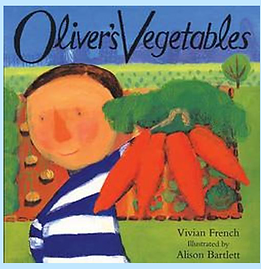 Oliver's Vegetables
Vivian French
Illustrated by
Alison Bartlett